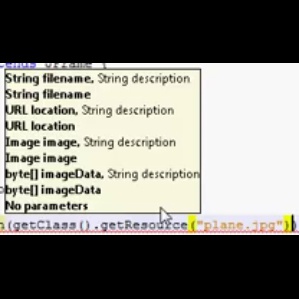 ends JFrame {
String filename, String description
String filename
URL location, String description
URL location
Image image, String description
Image image
byte[] imageData, String description
byte[] imageData
No parameters
(getClass().getResource("plane.jpg"))